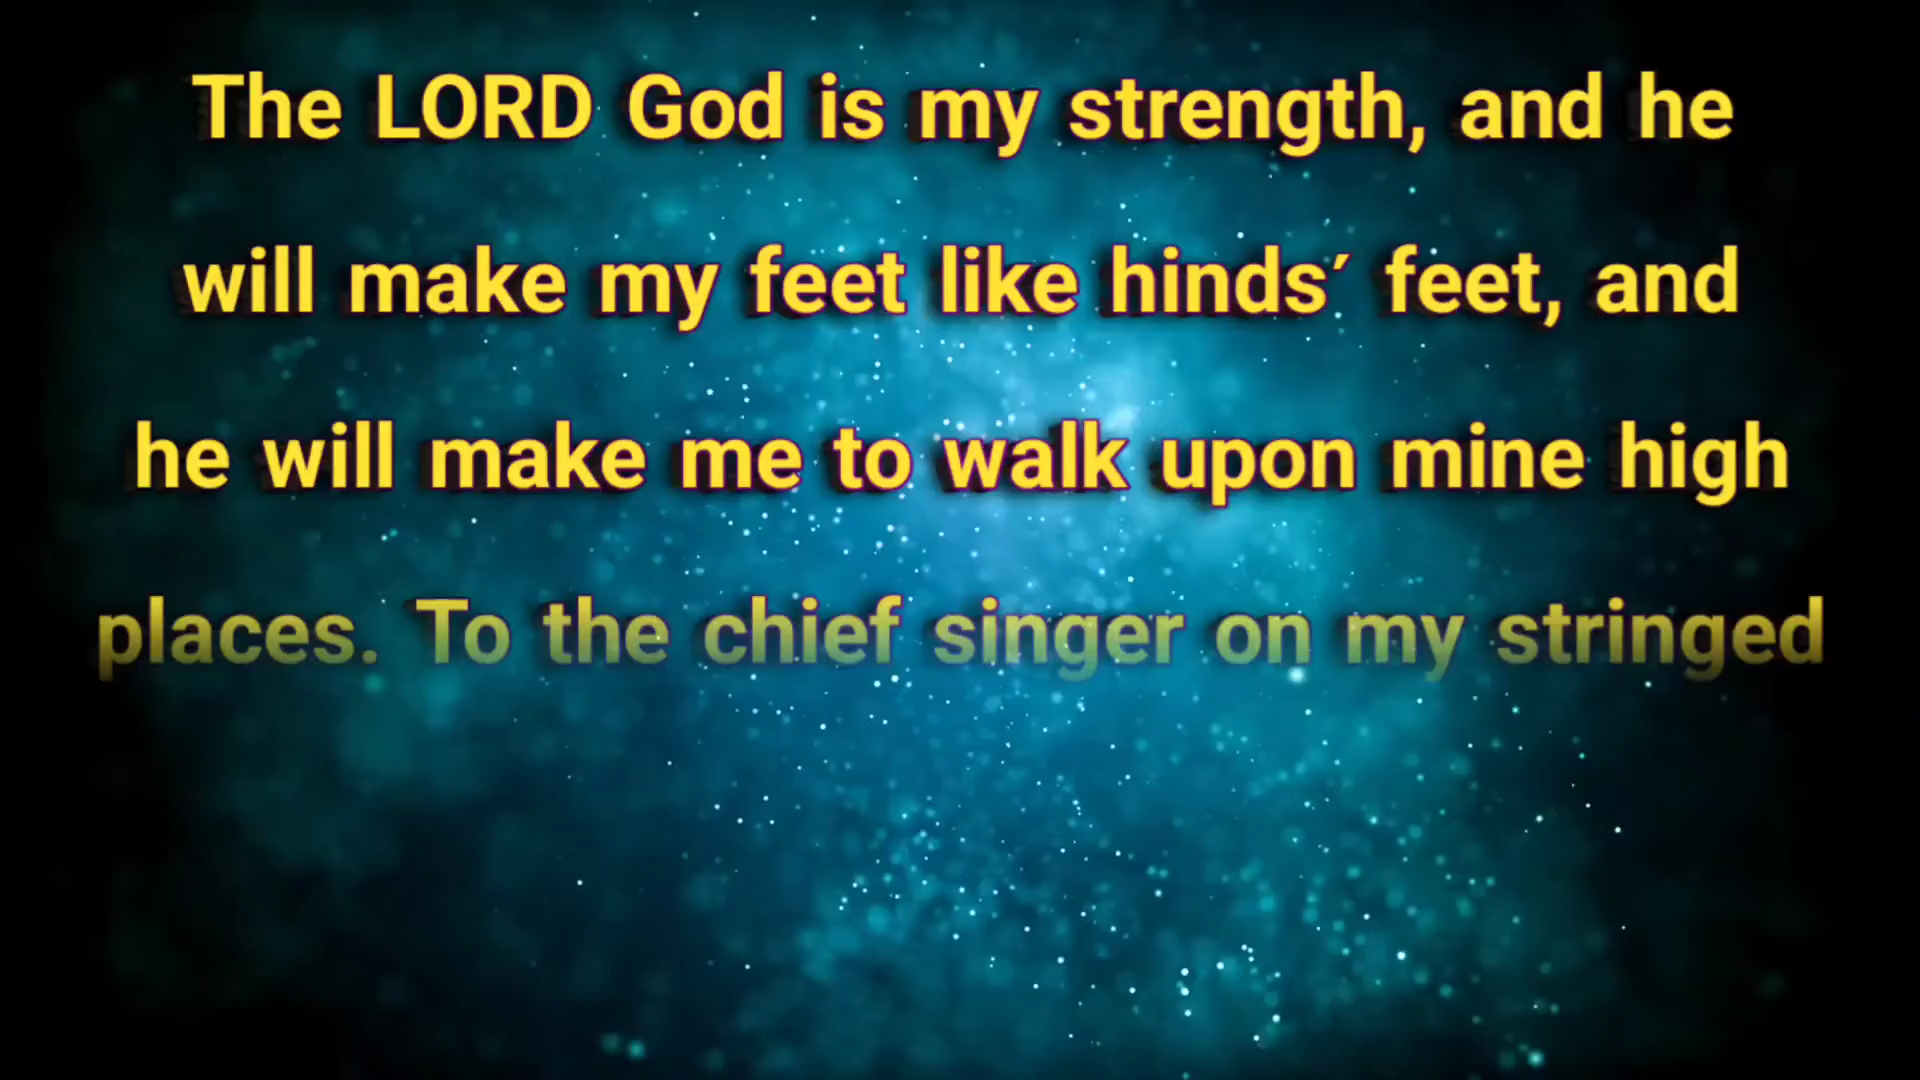 The LORD God is my strength, and he
will make my feet like hinds′ feet, and
he will make me to walk upon mine high
places. To the chief singer on my stringed